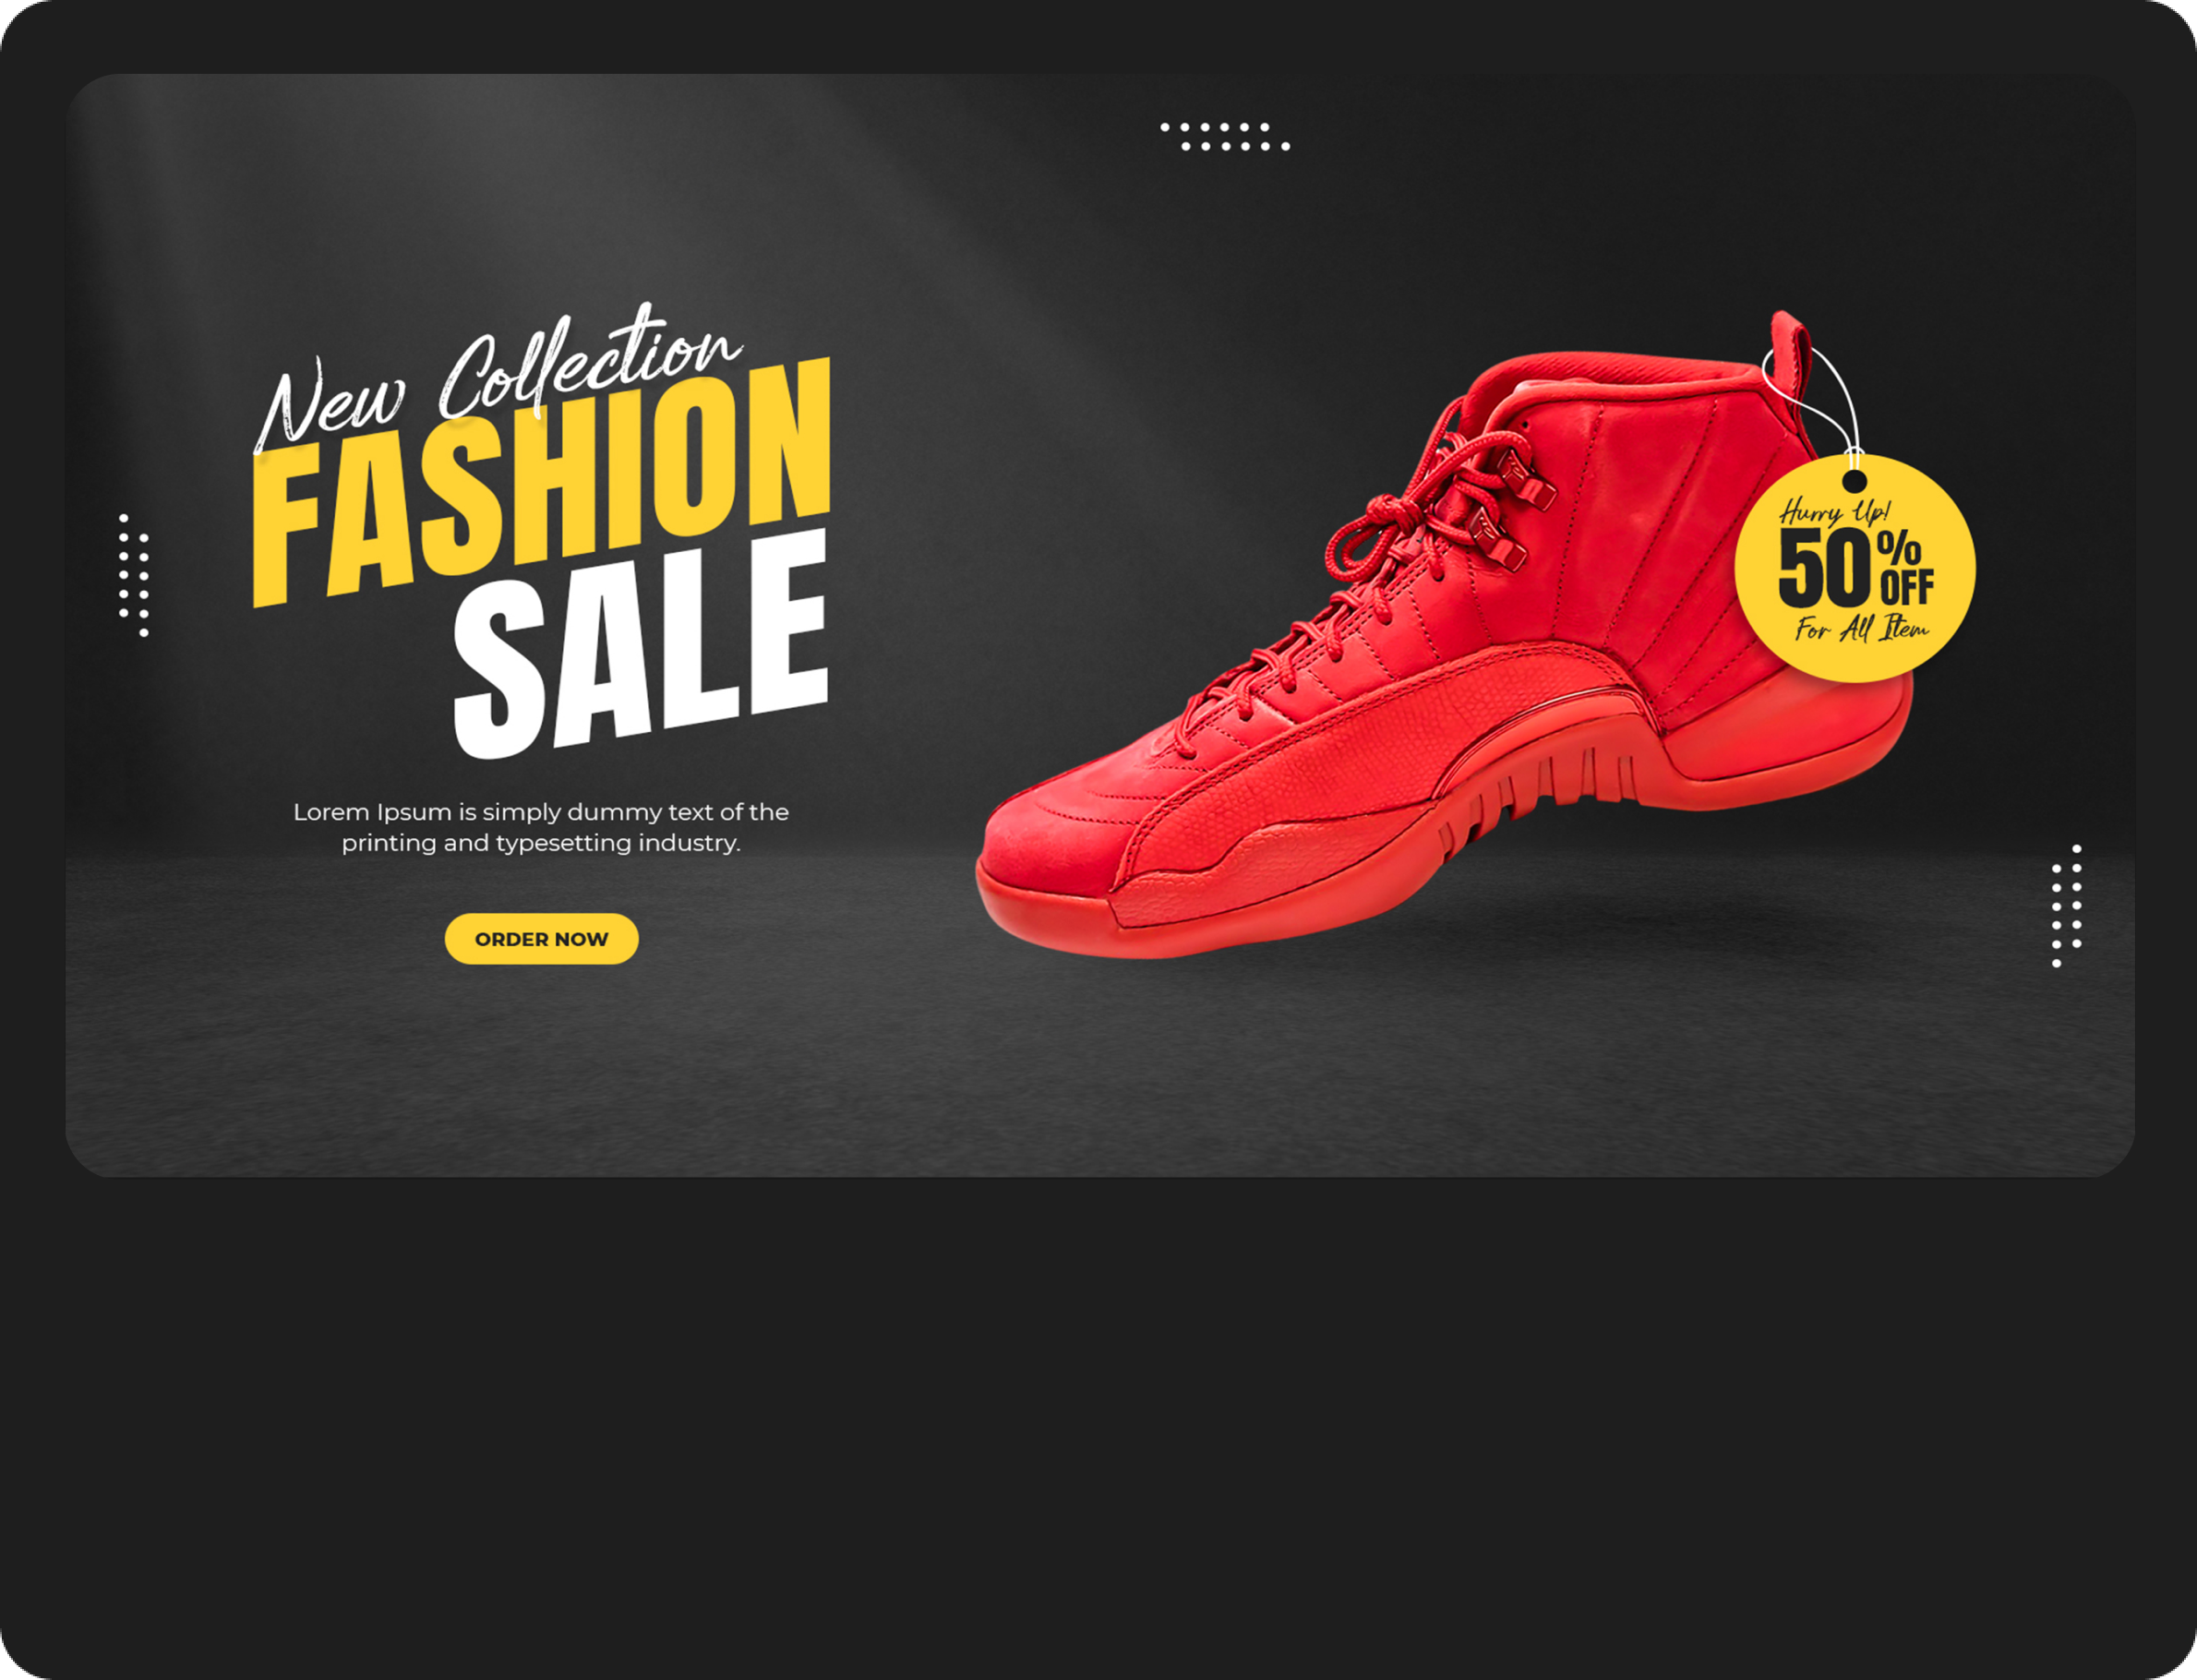 New Collection
FASHION
SALE
Lorem Ipsum is simply dummy text of the
printing and typesetting industry.
ORDER NOW
Hurry Up!
50%
OFF
For All Item